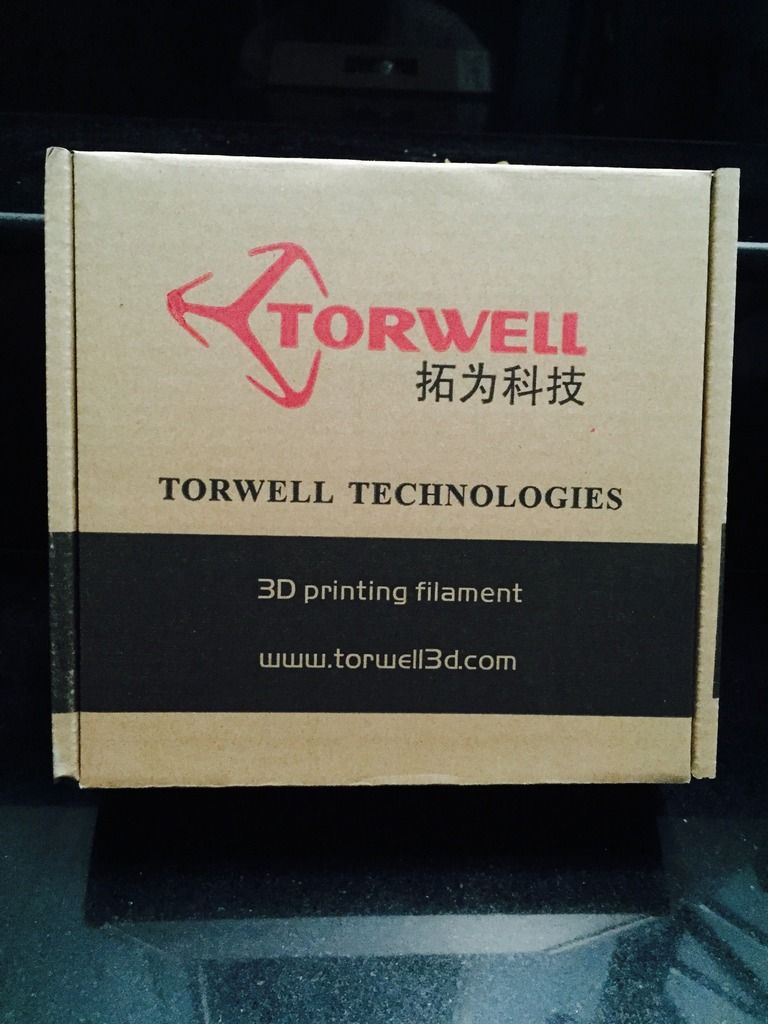 TORWELL
拓为科技
TORWELL TECHNOLOGIES
3D printing filament
www.torwell3d.com